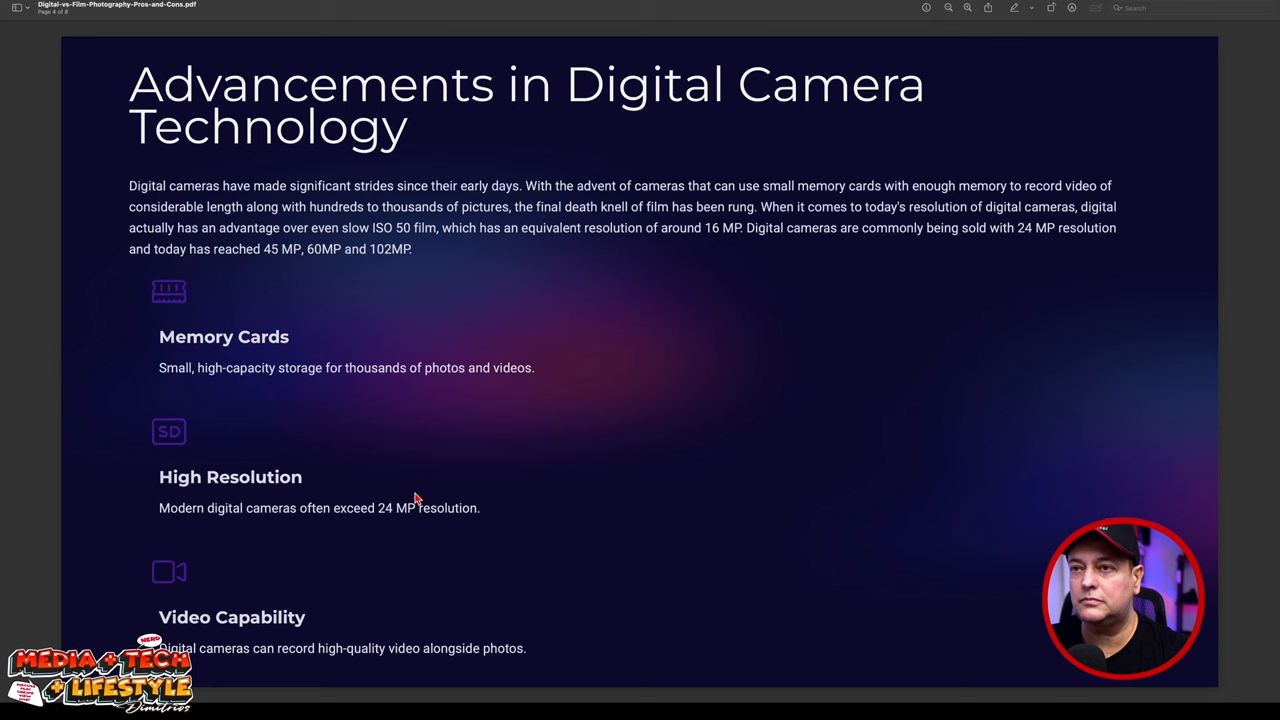 Digital-vs-Film-Photography-Pros-and-Cons.pdf
Page 4 of 8
Search
Advancements in Digital Camera
Technology
Digital cameras have made significant strides since their early days. With the advent of cameras that can use small memory cards with enough memory to record video of
considerable length along with hundreds to thousands of pictures, the final death knell of film has been rung. When it comes to today's resolution of digital cameras, digital
actually has an advantage over even slow ISO 50 film, which has an equivalent resolution of around 16 MP. Digital cameras are commonly being sold with 24 MP resolution
and today has reached 45 MP, 60MP and 102MP.
Memory Cards
Small, high-capacity storage for thousands of photos and videos.
SD
High Resolution
Modern digital cameras often exceed 24 MP resolution.
Video Capability
Digital cameras can record high-quality video alongside photos.
NERD
MEDIA + TECH
+ LIFESTYLE
Dimitrios